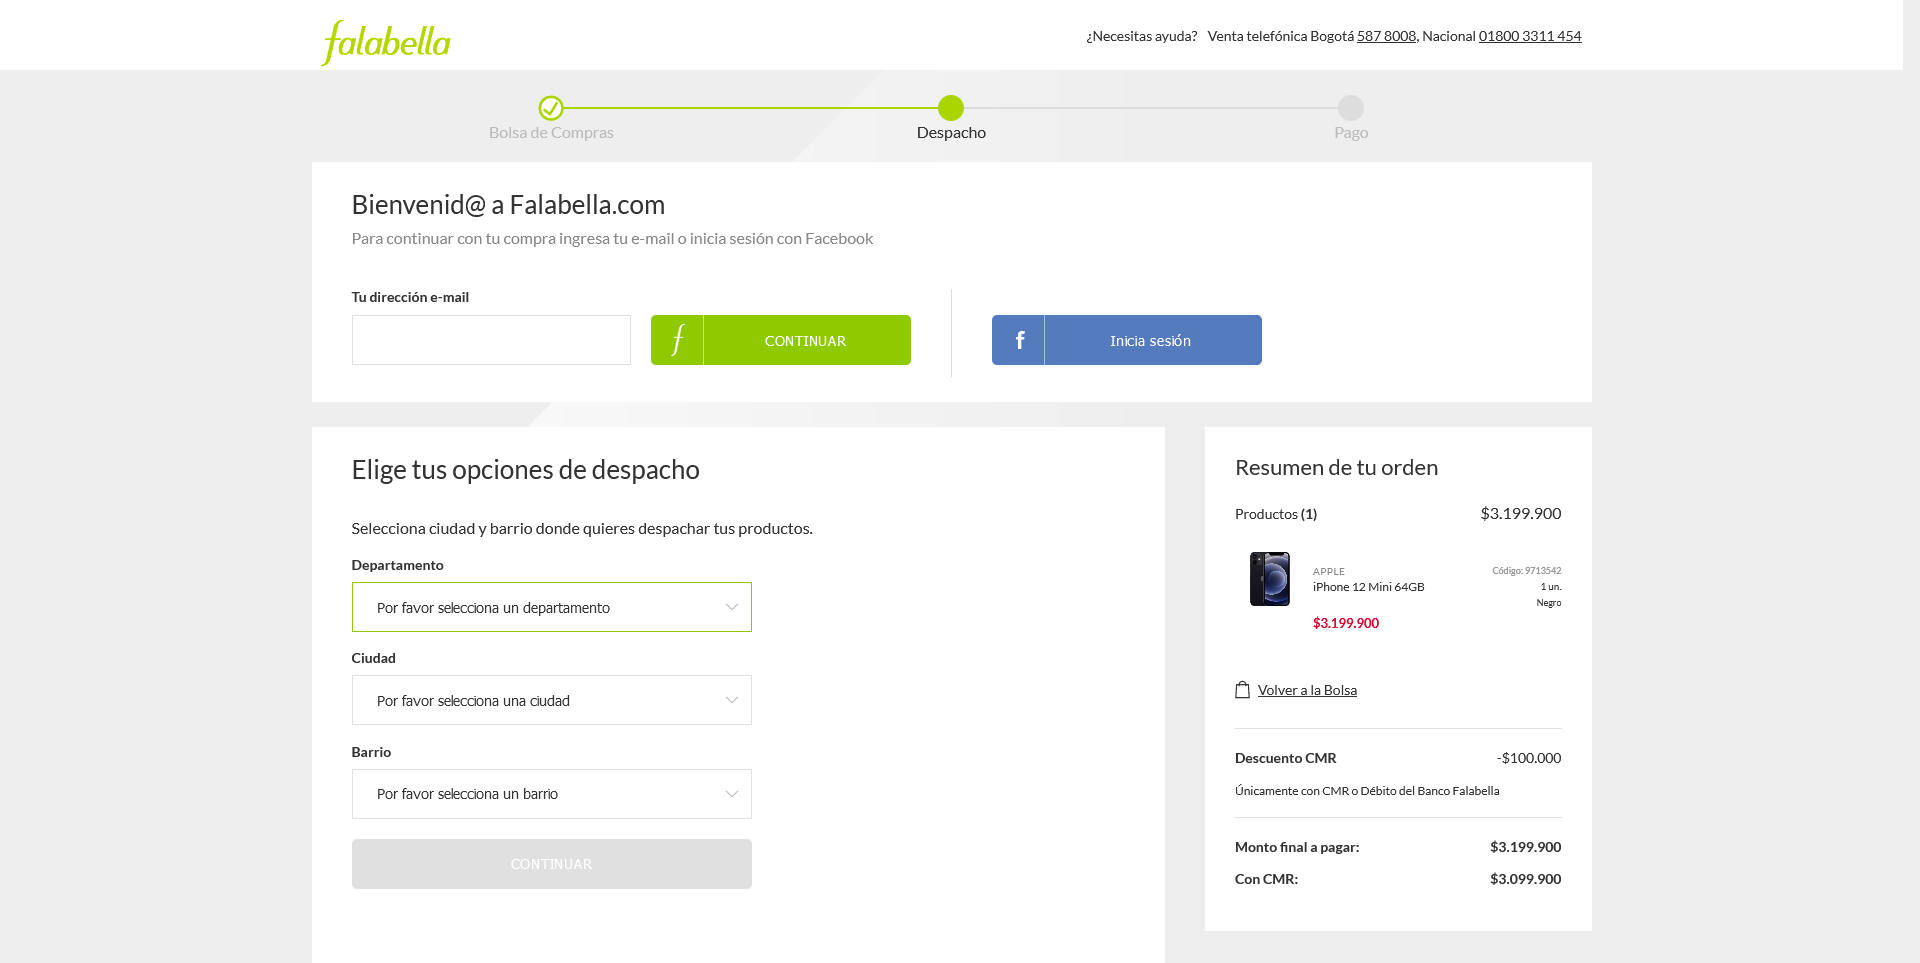 falabella
¿Necesitas ayuda? Venta telefónica Bogotá 587 8008, Nacional 01800 3311 454
Bolsa de Compras
Despacho
Pago
Bienvenid@ a Falabella.com
Para continuar con tu compra ingresa tu e-mail o inicia sesión con Facebook
Tu dirección e-mail
f CONTINUAR
f Inicia sesión
Elige tus opciones de despacho
Selecciona ciudad y barrio donde quieres despachar tus productos.
Departamento
Por favor selecciona un departamento
Ciudad
Por favor selecciona una ciudad
Barrio
Por favor selecciona un barrio
CONTINUAR
Resumen de tu orden
Productos (1) $3.199.900
APPLE Código: 9713542
iPhone 12 Mini 64GB 1 un.
Negro
$3.199.900
Volver a la Bolsa
Descuento CMR -$100.000
Únicamente con CMR o Débito del Banco Falabella
Monto final a pagar: $3.199.900
Con CMR: $3.099.900